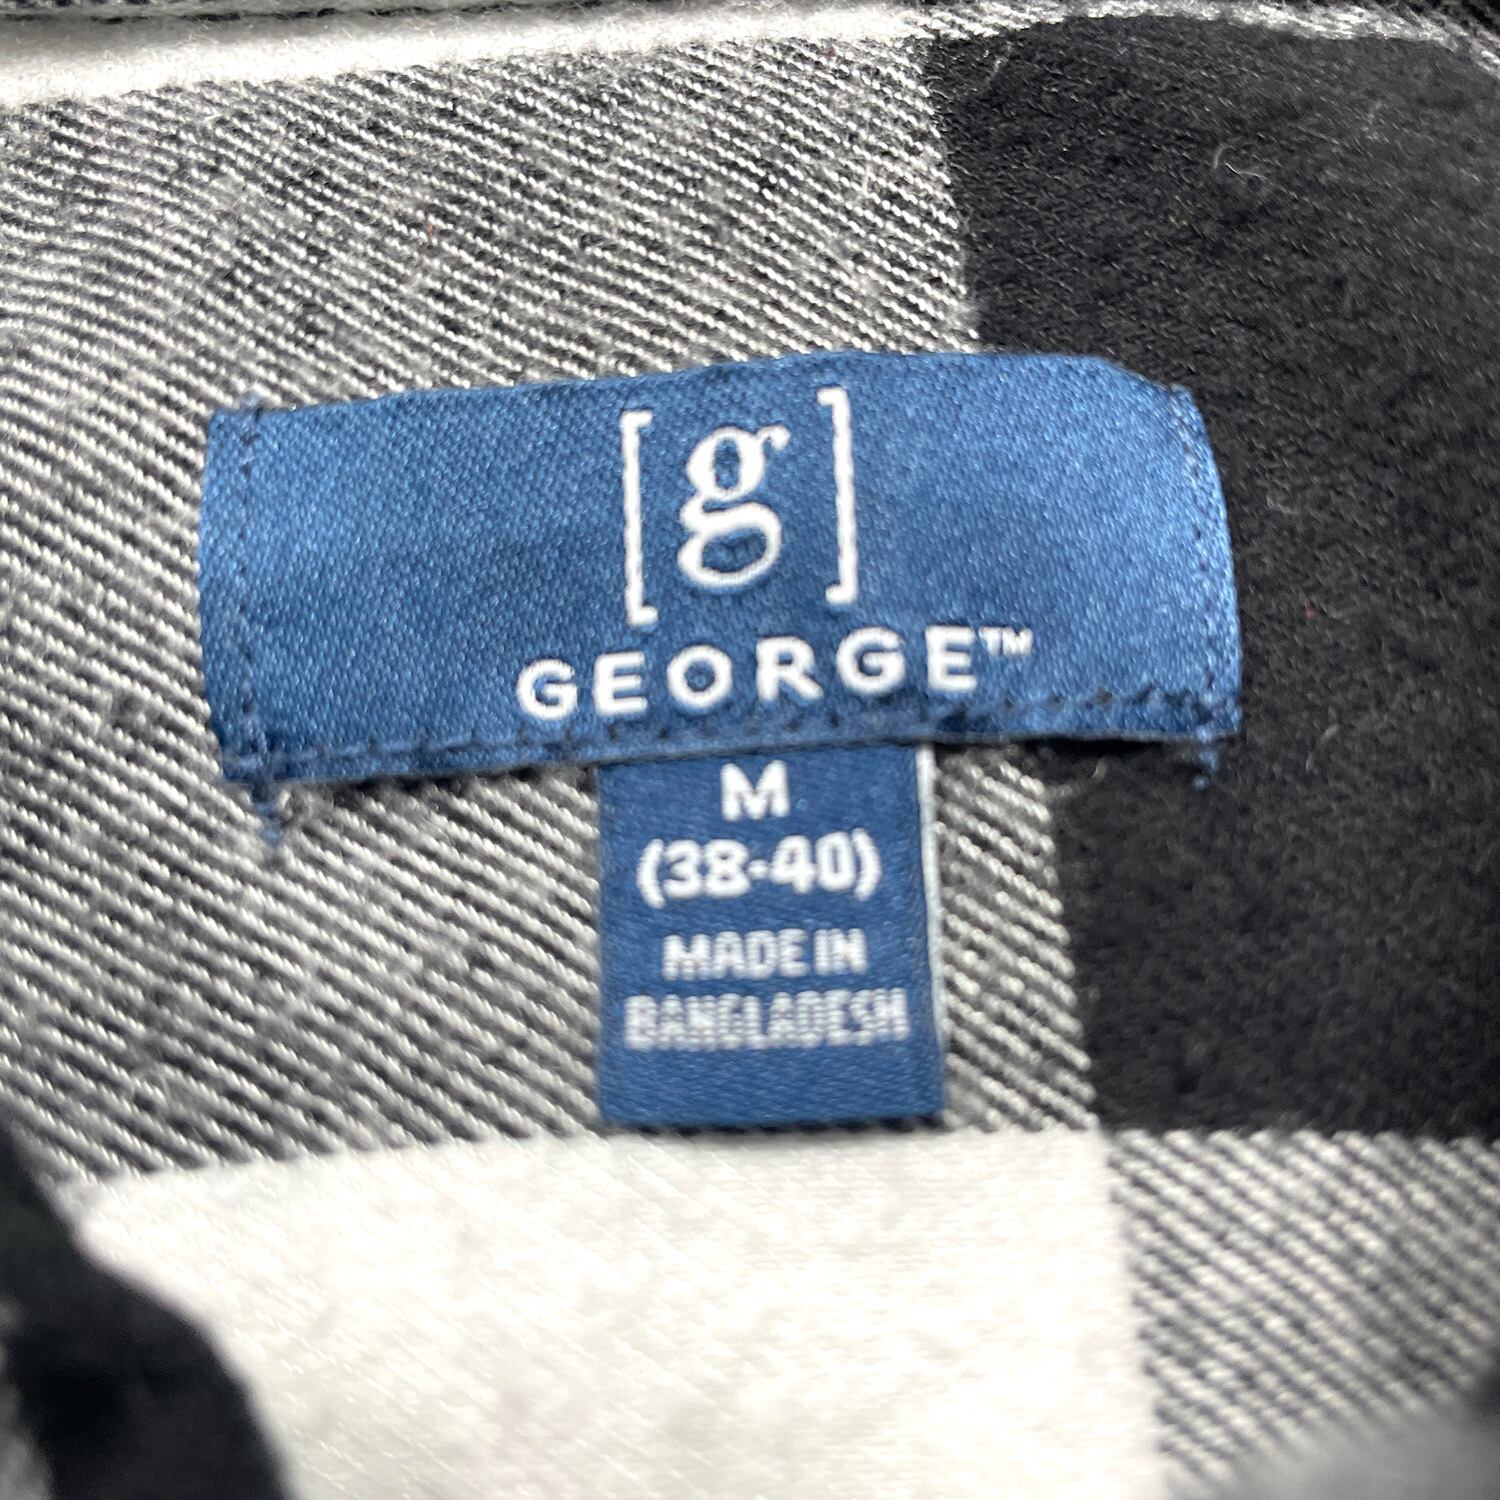 [g]
GEORGE™
M
(38-40)
MADE IN
BANGLADESH